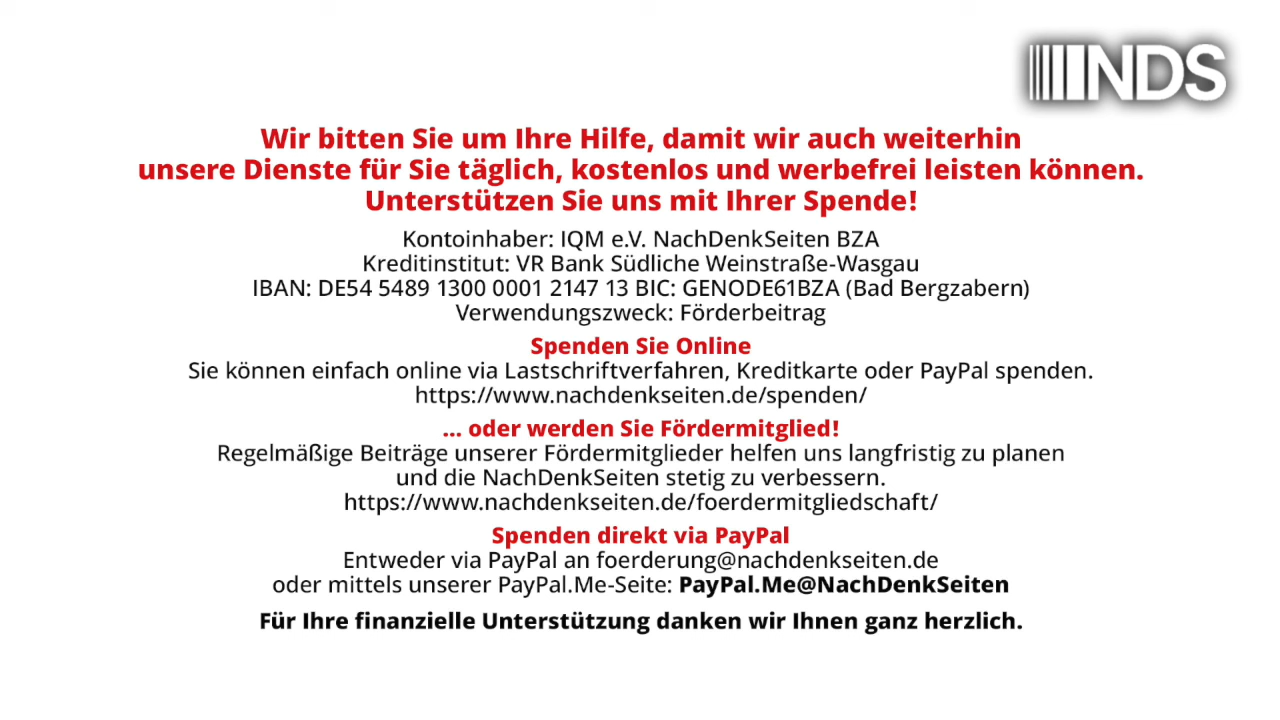 NDS
Wir bitten Sie um Ihre Hilfe, damit wir auch weiterhin
unsere Dienste für Sie täglich, kostenlos und werbefrei leisten können.
Unterstützen Sie uns mit Ihrer Spende!
Kontoinhaber: IQM e.V. NachDenkSeiten BZA
Kreditinstitut: VR Bank Südliche Weinstraße-Wasgau
IBAN: DE54 5489 1300 0001 2147 13 BIC: GENODE61BZA (Bad Bergzabern)
Verwendungszweck: Förderbeitrag
Spenden Sie Online
Sie können einfach online via Lastschriftverfahren, Kreditkarte oder PayPal spenden.
https://www.nachdenkseiten.de/spenden/
... oder werden Sie Fördermitglied!
Regelmäßige Beiträge unserer Fördermitglieder helfen uns langfristig zu planen
und die NachDenkSeiten stetig zu verbessern.
https://www.nachdenkseiten.de/foerdermitgliedschaft/
Spenden direkt via PayPal
Entweder via PayPal an foerderung@nachdenkseiten.de
oder mittels unserer PayPal.Me-Seite: PayPal.Me@NachDenkSeiten
Für Ihre finanzielle Unterstützung danken wir Ihnen ganz herzlich.